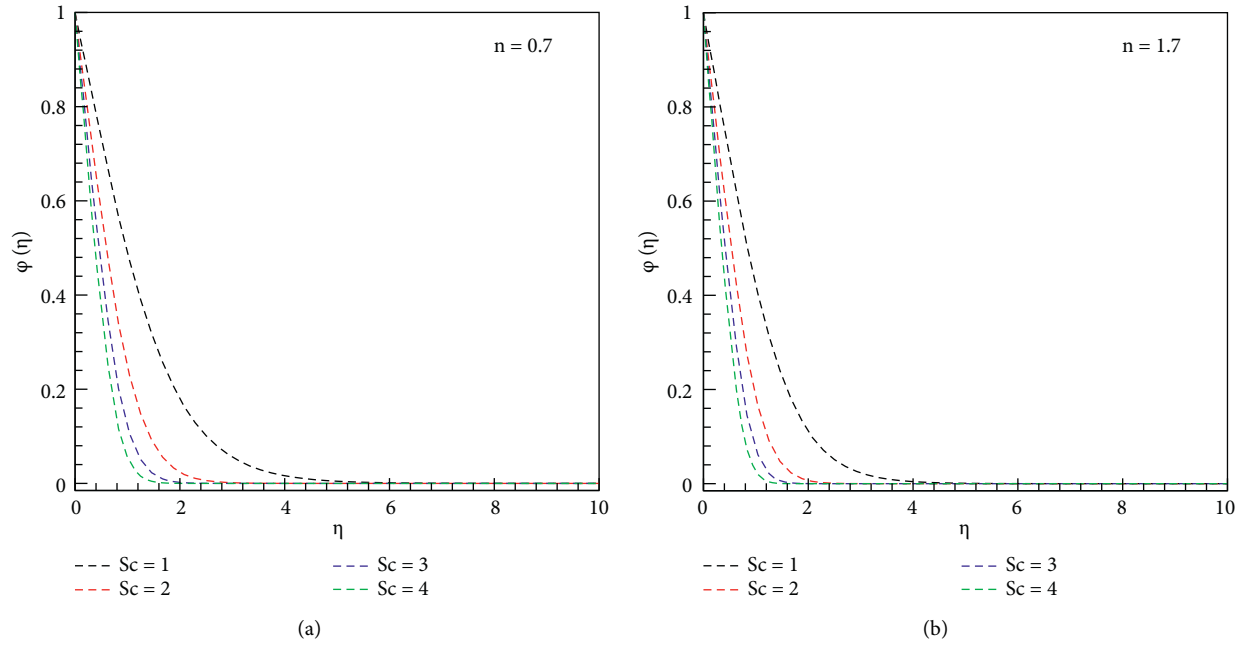 1
0.8
0.6
0.4
0.2
0
φ (η)
n = 0.7
0 2 4 6 8 10
η
Sc = 1
Sc = 2
Sc = 3
Sc = 4
(a)
1
0.8
0.6
0.4
0.2
0
φ (η)
n = 1.7
0 2 4 6 8 10
η
Sc = 1
Sc = 2
Sc = 3
Sc = 4
(b)